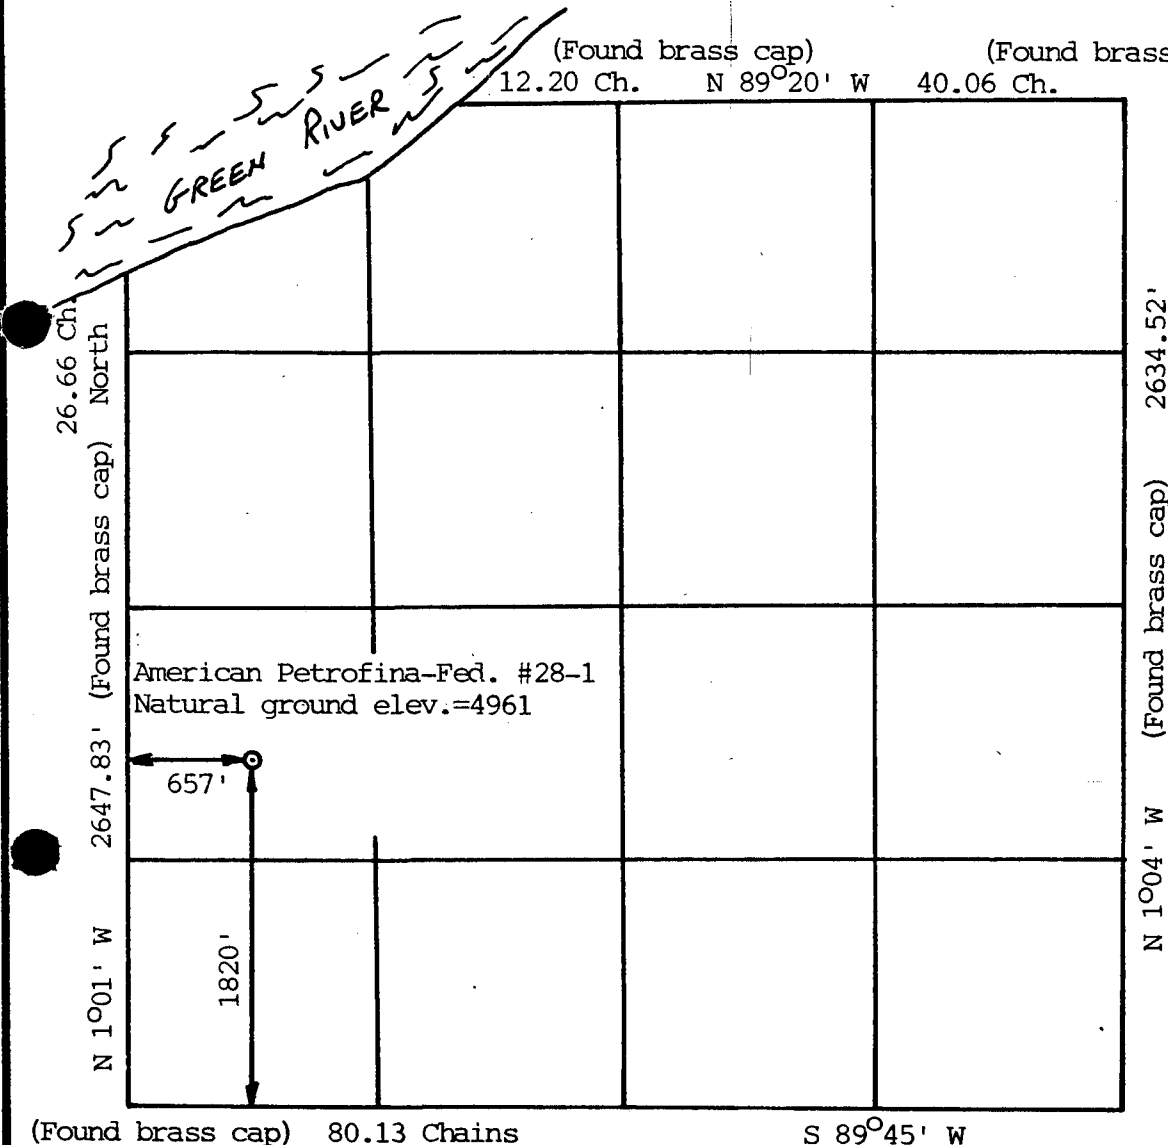 (Found brass cap)
(Found brass
12.20 Ch.
N 89°20' W
40.06 Ch.
GREEN RIVER
26.66 Ch.
North
2634.52'
(Found brass cap)
(Found brass cap)
American Petrofina-Fed. #28-1
Natural ground elev.=4961
657'
2647.83'
1820'
N 1°01' W
N 1°04' W
(Found brass cap)
80.13 Chains
S 89°45' W